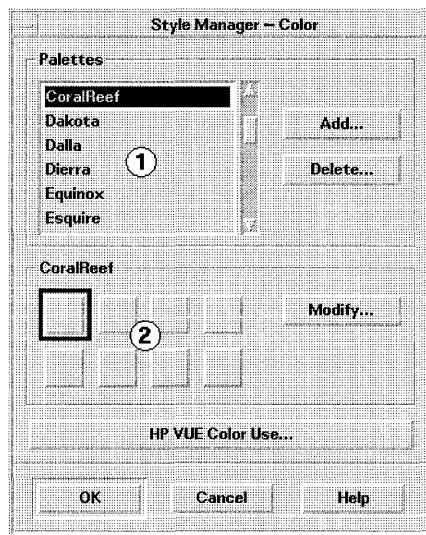 Style Manager – Color
Palettes
CoralReef
Dakota
Dalla
Dierra
Equinox
Esquire
Add...
Delete...
1
CoralReef
Modify...
2
HP VUE Color Use...
OK Cancel Help